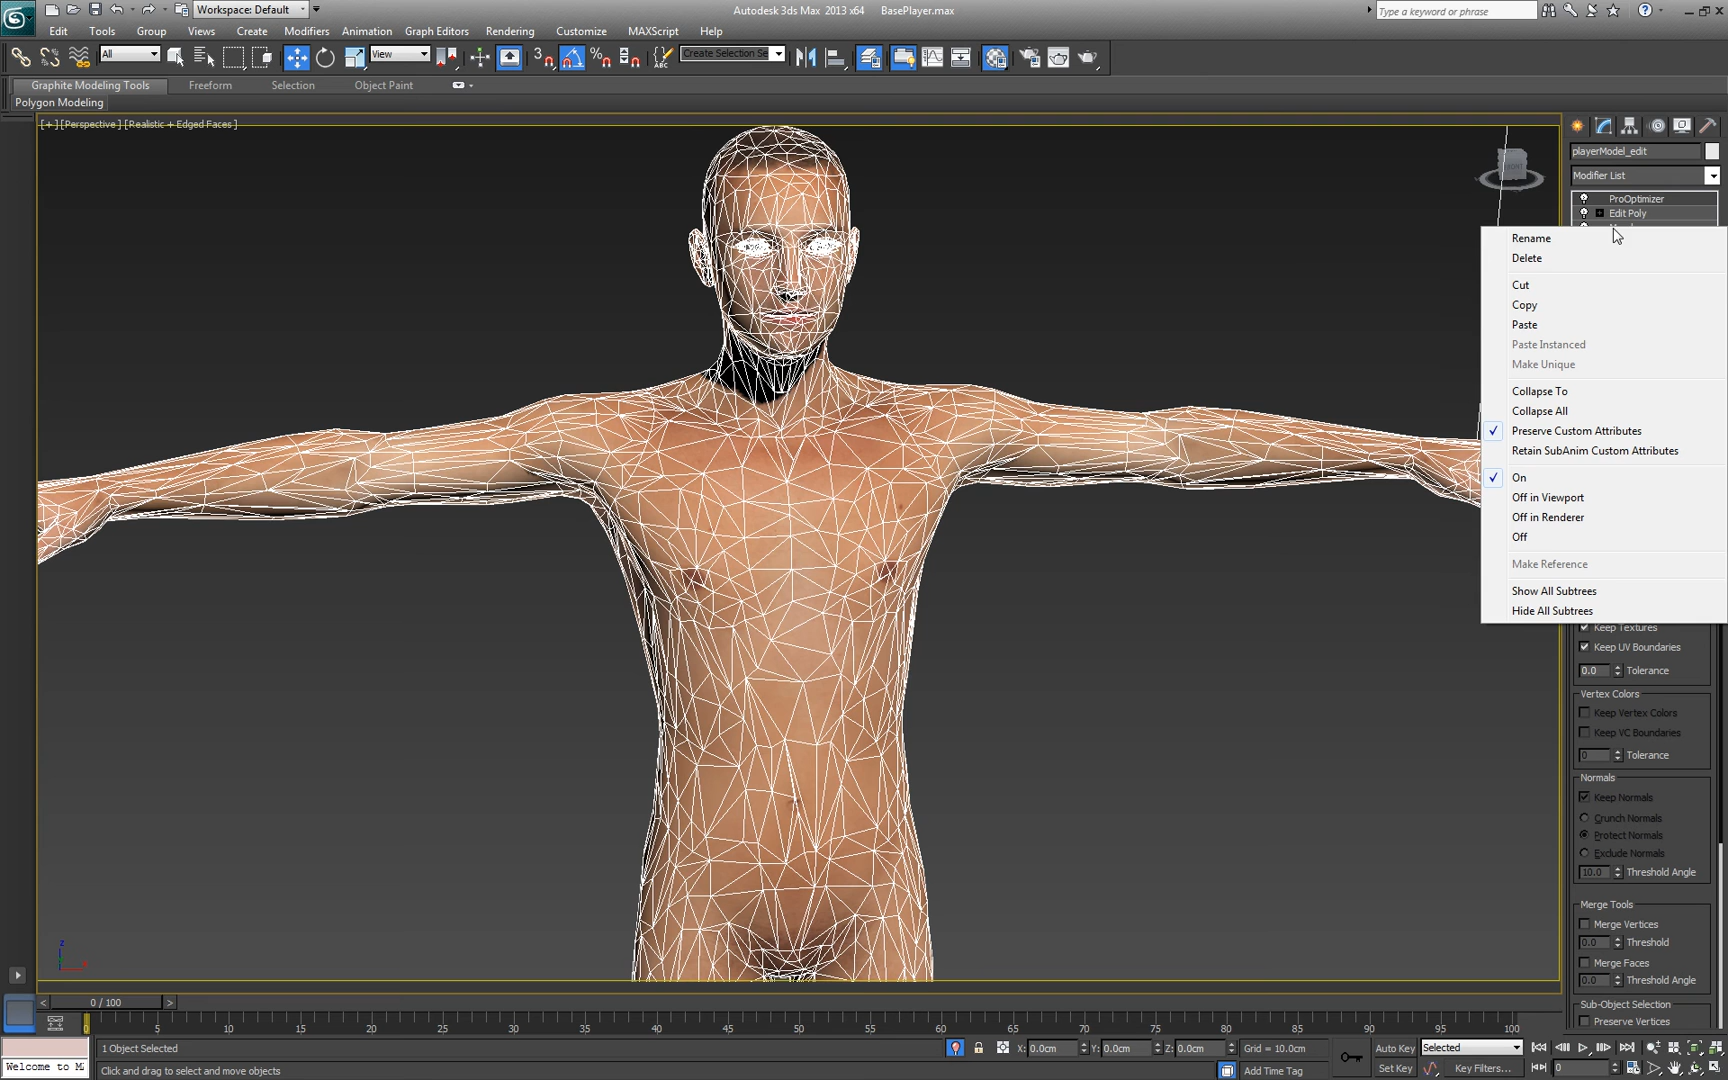 Workspace: Default
Autodesk 3ds Max 2013 x64 BasePlayer.max
Type a keyword or phrase
Edit Tools Group Views Create Modifiers Animation Graph Editors Rendering Customize MAXScript Help
All
View
3
Create Selection Se
Graphite Modeling Tools Freeform Selection Object Paint
Polygon Modeling
[+] [Perspective] [Realistic + Edged Faces]
FRONT
playerModel_edit
Modifier List
ProOptimizer
Edit Poly
Rename
Delete
Cut
Copy
Paste
Paste Instanced
Make Unique
Collapse To
Collapse All
Preserve Custom Attributes
Retain SubAnim Custom Attributes
On
Off in Viewport
Off in Renderer
Off
Make Reference
Show All Subtrees
Hide All Subtrees
Keep Textures
Keep UV Boundaries
0.0 Tolerance
Vertex Colors
Keep Vertex Colors
Keep VC Boundaries
0 Tolerance
Normals
Keep Normals
Crunch Normals
Protect Normals
Exclude Normals
10.0 Threshold Angle
Merge Tools
Merge Vertices
0.0 Threshold
Merge Faces
0.0 Threshold Angle
Sub-Object Selection
Preserve Vertices
z
x
< 0 / 100 >
0 5 10 15 20 25 30 35 40 45 50 55 60 65 70 75 80 85 90 95 100
1 Object Selected
X: 0.0cm Y: 0.0cm Z: 0.0cm Grid = 10.0cm
Auto Key Selected
Welcome to M
Click and drag to select and move objects
Add Time Tag
Set Key Key Filters...
0